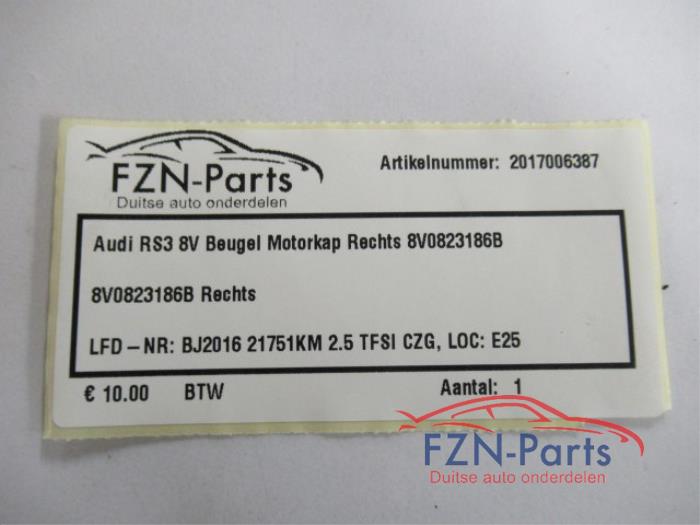 FZN-Parts
Duitse auto onderdelen
Artikelnummer: 2017006387
Audi RS3 8V Beugel Motorkap Rechts 8V0823186B
8V0823186B Rechts
LFD-NR: BJ2016 21751KM 2.5 TFSI CZG, LOC: E25
€ 10.00 BTW Aantal: 1
FZN-Parts
Duitse auto onderdelen